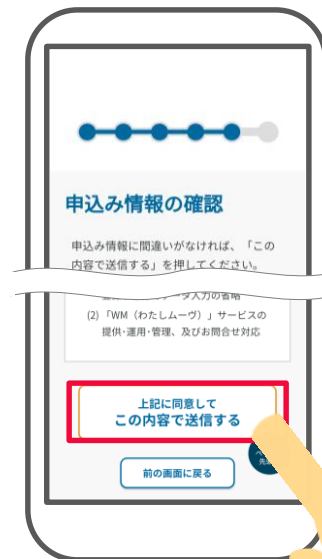 申込み情報の確認
申込み情報に間違いがなければ、「この
内容で送信する」を押してください。
(2)「WM（わたしムーヴ）」サービスの
提供･運用･管理、及びお問合せ対応
上記に同意して
この内容で送信する
前の画面に戻る